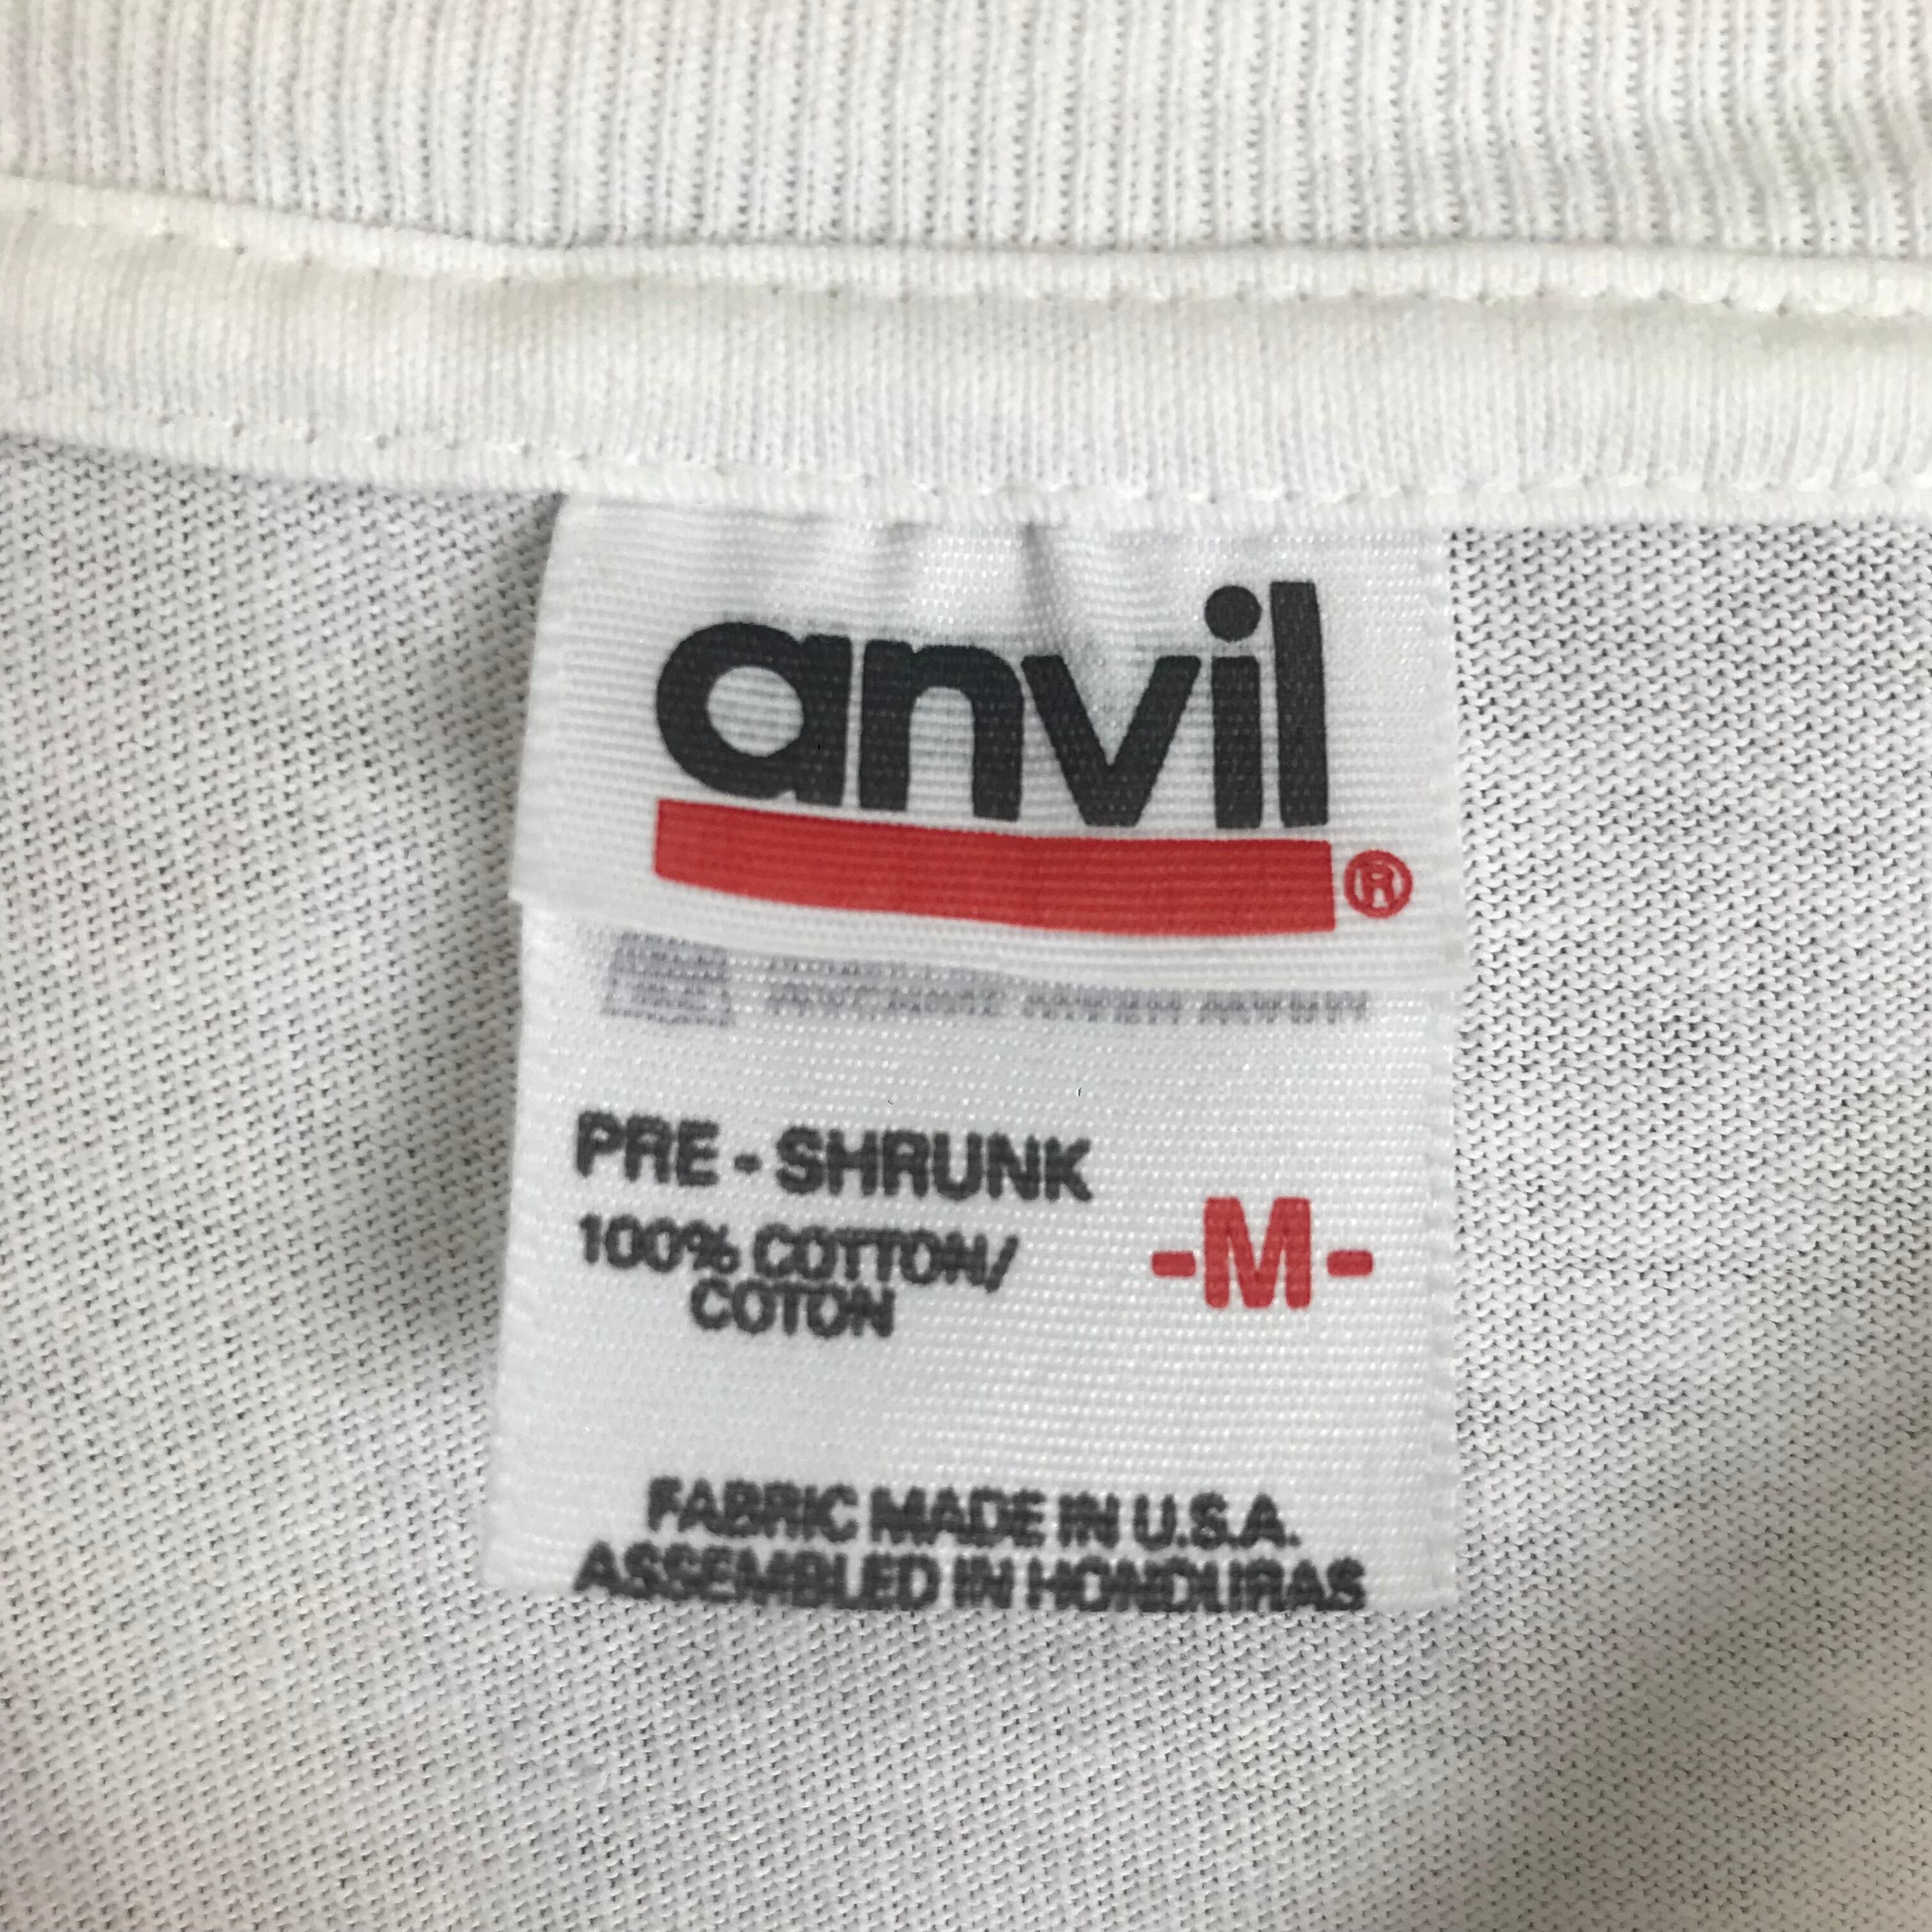 anvil
®
PRE - SHRUNK
100% COTTON/
COTON
-M-
FABRIC MADE IN U.S.A.
ASSEMBLED IN HONDURAS